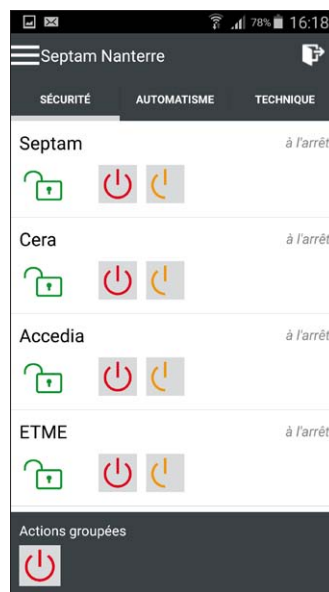 78% 16:18
Septam Nanterre
SÉCURITÉ AUTOMATISME TECHNIQUE
Septam à l'arrêt
Cera à l'arrêt
Accedia à l'arrêt
ETME à l'arrêt
Actions groupées